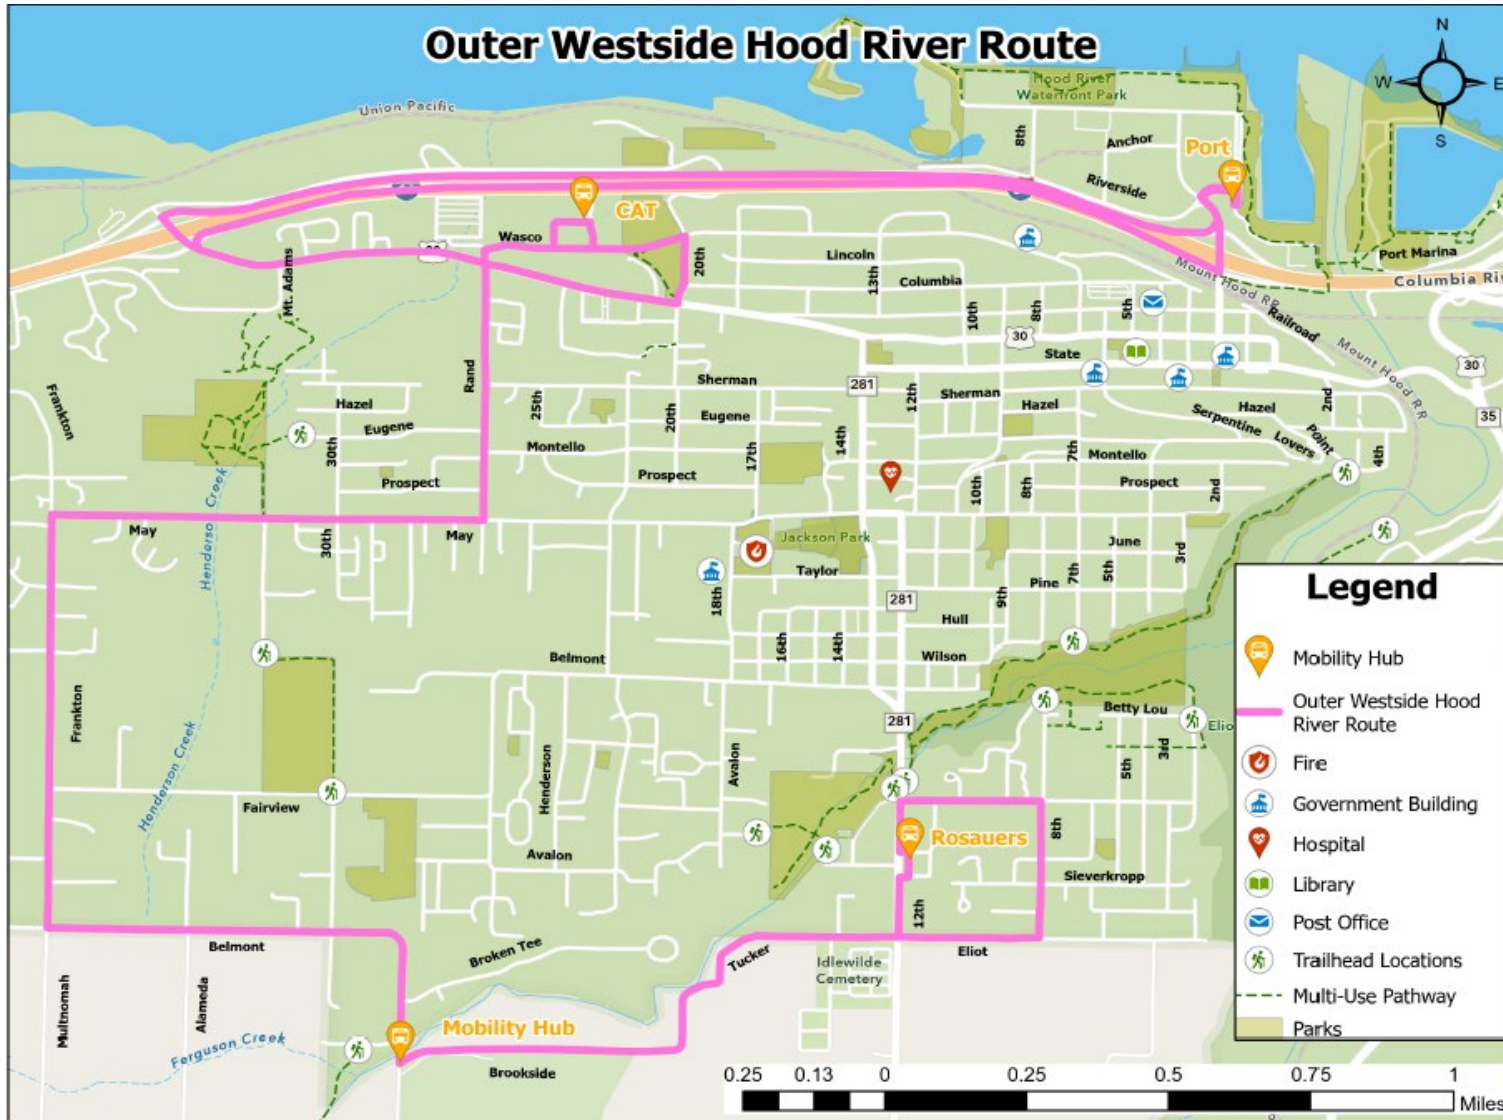 Outer Westside Hood River Route
N
W
E
S
Union Pacific
Hood River
Waterfront Park
8th
Anchor
Port
Riverside
CAT
Wasco
20th
Lincoln
13th
Columbia
Port Marina
Columbia Riv
Mount Hood RR
Mt. Adams
10th
8th
5th
Railroad
30
State
Mount Hood RR
30
35
Rand
Sherman
281
12th
Sherman
Hazel
Hazel
2nd
Frankton
Hazel
25th
20th
Eugene
Serpentine
Lovers
Point
Eugene
30th
Montello
17th
14th
7th
Montello
4th
Prospect
Prospect
10th
8th
Prospect
2nd
Henderso Creek
May
30th
May
Jackson Park
June
3rd
Taylor
18th
Pine
7th
5th
281
9th
Hull
16th
14th
Belmont
Wilson
Frankton
281
Betty Lou
Elio
3rd
5th
Henderson Creek
Henderson
Avalon
Fairview
Rosauers
8th
Avalon
Sieverkropp
12th
Belmont
Broken Tee
Tucker
Eliot
Idlewilde
Cemetery
Multnomah
Alameda
Mobility Hub
Ferguson Creek
Brookside
Legend
Mobility Hub
Outer Westside Hood
River Route
Fire
Government Building
Hospital
Library
Post Office
Trailhead Locations
Multi-Use Pathway
Parks
0.25 0.13 0 0.25 0.5 0.75 1
Miles